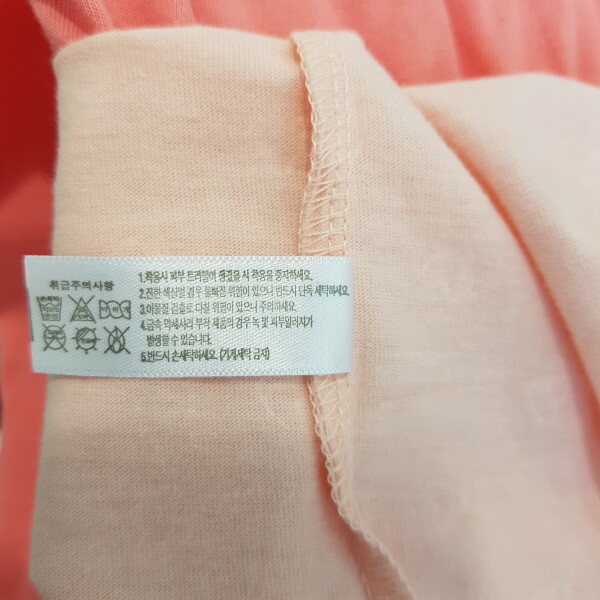 취급주의사항
1.착용시 피부 트러블이 생겼을 시 착용을 중지하세요.
2.진한 색상일 경우 물빠짐 위험이 있으니 반드시 단독 세탁하세요.
3.이물질 검출로 다칠 위험이 있으니 주의하세요.
4.금속 악세사리 부착 제품의 경우 녹 및 피부알러지가
발생할 수 있습니다.
5.반드시 손세탁하세요. (기계세탁 금지)